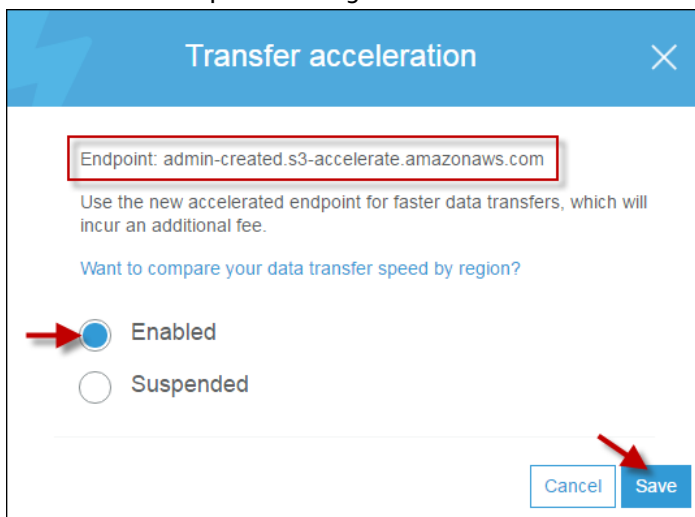 Transfer acceleration
Endpoint: admin-created.s3-accelerate.amazonaws.com
Use the new accelerated endpoint for faster data transfers, which will
incur an additional fee.
Want to compare your data transfer speed by region?
Enabled
Suspended
Cancel Save